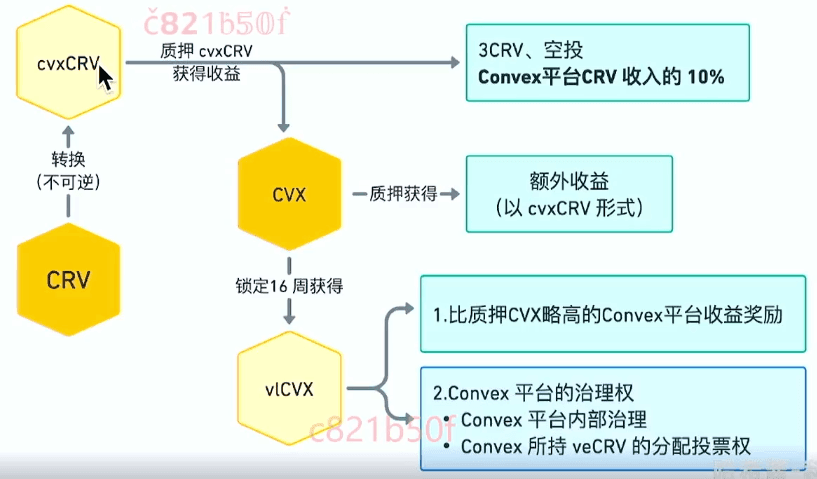 c821b50f
cvxCRV
质押 cvxCRV
获得收益
3CRV、空投
Convex平台CRV 收入的 10%
转换
(不可逆)
CVX
质押获得
额外收益
（以 cvxCRV 形式）
CRV
锁定16 周获得
1.比质押CVX略高的Convex平台收益奖励
vlCVX
2.Convex 平台的治理权
• Convex 平台内部治理
• Convex 所持 veCRV 的分配投票权
c821b50f